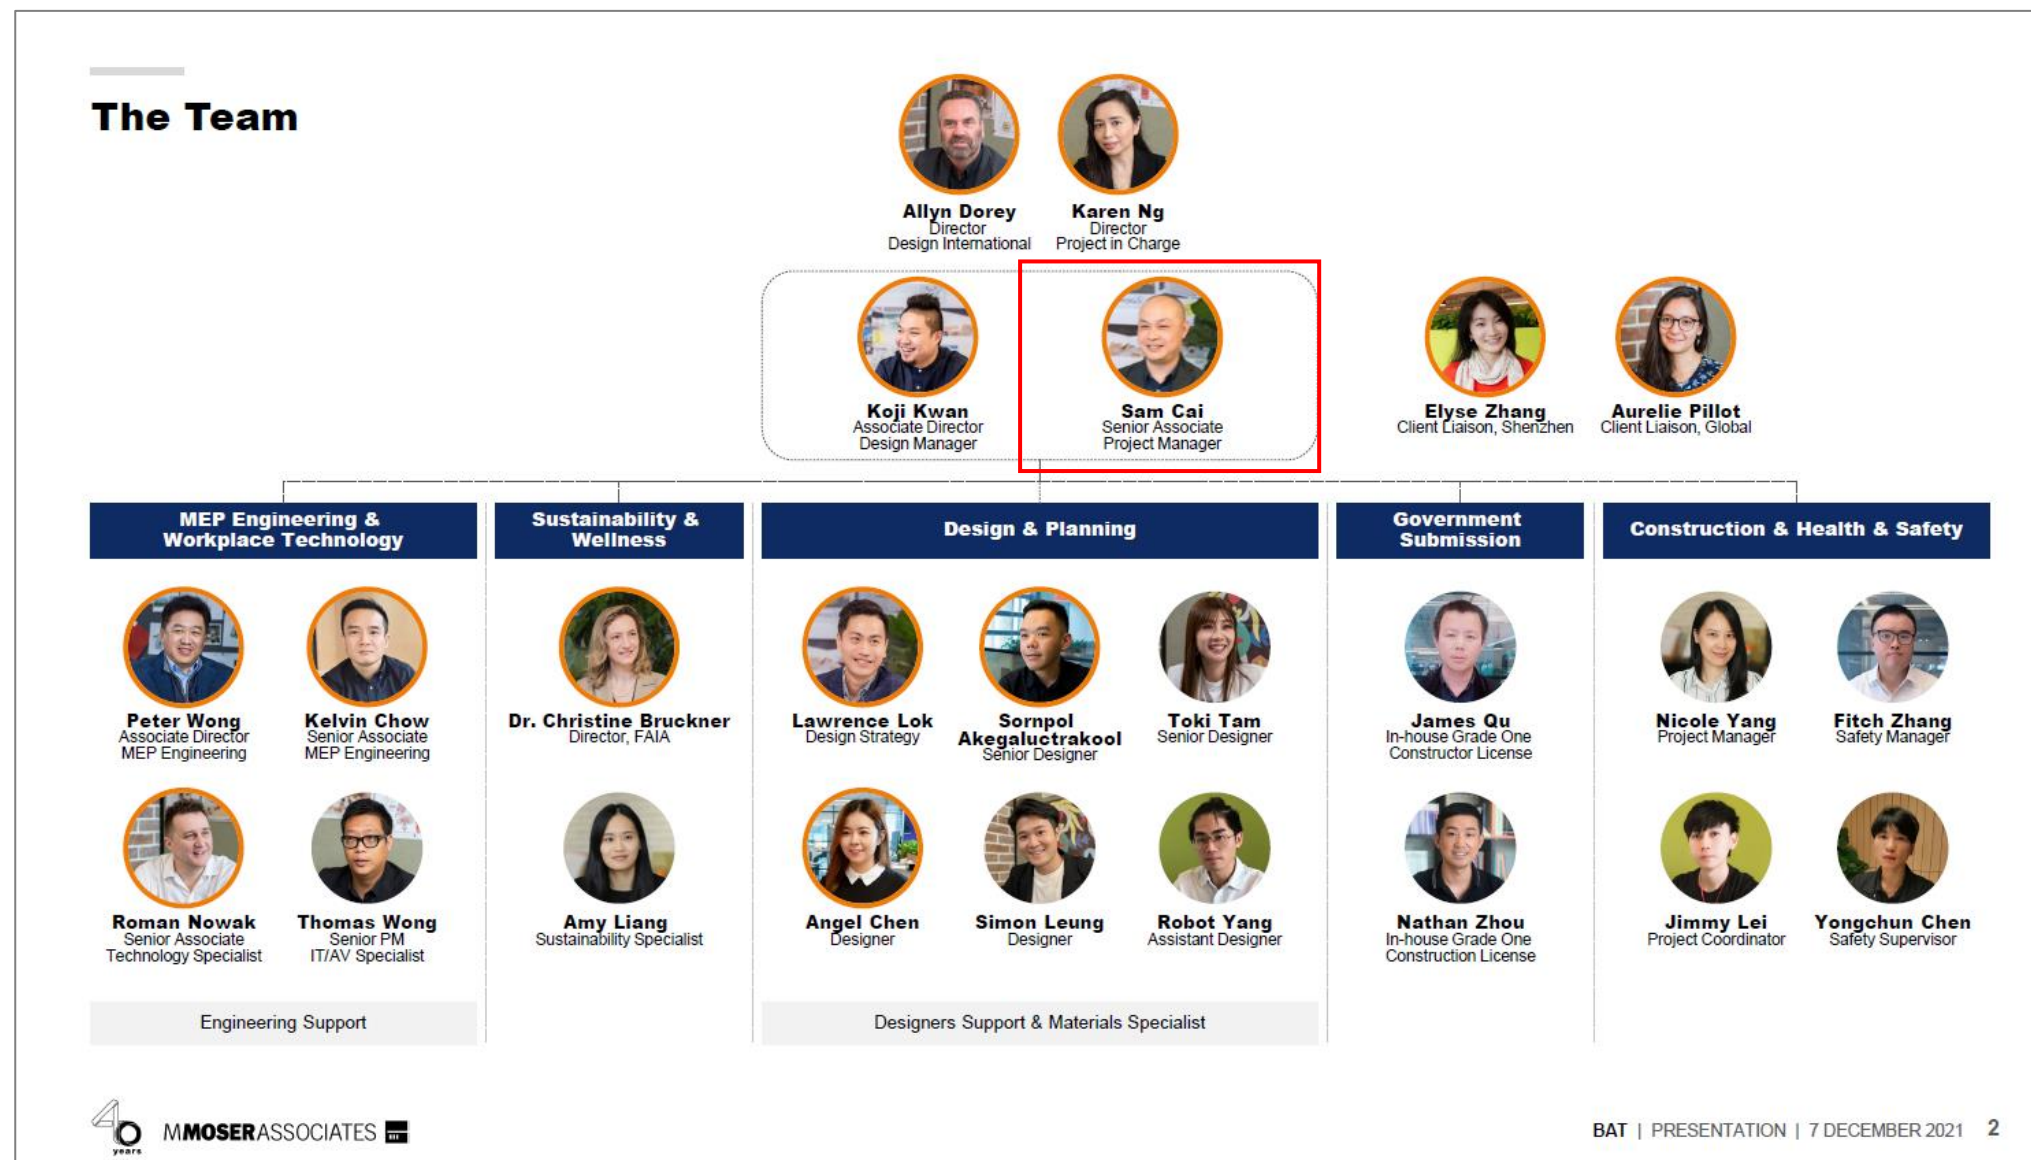 The Team
Allyn Dorey
Director
Design International
Karen Ng
Director
Project in Charge
Koji Kwan
Associate Director
Design Manager
Sam Cai
Senior Associate
Project Manager
Elyse Zhang
Client Liaison, Shenzhen
Aurelie Pillot
Client Liaison, Global
MEP Engineering &
Workplace Technology
Peter Wong
Associate Director
MEP Engineering
Kelvin Chow
Senior Associate
MEP Engineering
Roman Nowak
Senior Associate
Technology Specialist
Thomas Wong
Senior PM
IT/AV Specialist
Engineering Support
Sustainability &
Wellness
Dr. Christine Bruckner
Director, FAIA
Amy Liang
Sustainability Specialist
Design & Planning
Lawrence Lok
Design Strategy
Sornpol
Akegaluctrakool
Senior Designer
Toki Tam
Senior Designer
Angel Chen
Designer
Simon Leung
Designer
Robot Yang
Assistant Designer
Designers Support & Materials Specialist
Government
Submission
James Qu
In-house Grade One
Constructor License
Nathan Zhou
In-house Grade One
Construction License
Construction & Health & Safety
Nicole Yang
Project Manager
Fitch Zhang
Safety Manager
Jimmy Lei
Project Coordinator
Yongchun Chen
Safety Supervisor
40
years
MMOSERASSOCIATES
BAT | PRESENTATION | 7 DECEMBER 2021 2